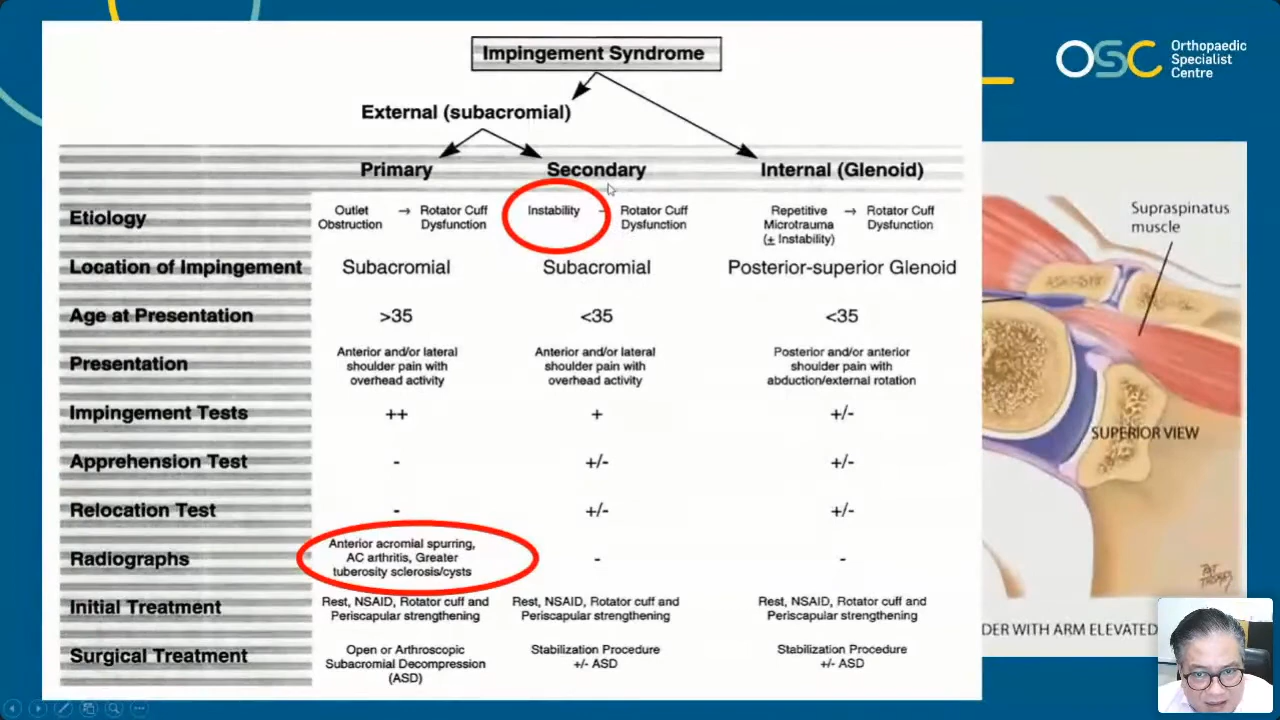 Impingement Syndrome
External (subacromial)
Primary Secondary Internal (Glenoid)
Etiology
Outlet → Rotator Cuff
Obstruction Dysfunction
Instability → Rotator Cuff
Dysfunction
Repetitive → Rotator Cuff
Microtrauma Dysfunction
(± Instability)
Location of Impingement Subacromial Subacromial Posterior-superior Glenoid
Age at Presentation >35 <35 <35
Presentation
Anterior and/or lateral
shoulder pain with
overhead activity
Anterior and/or lateral
shoulder pain with
overhead activity
Posterior and/or anterior
shoulder pain with
abduction/external rotation
Impingement Tests ++ + +/-
Apprehension Test - +/- +/-
Relocation Test - +/- +/-
Radiographs
Anterior acromial spurring,
AC arthritis, Greater
tuberosity sclerosis/cysts
- -
Initial Treatment
Rest, NSAID, Rotator cuff and
Periscapular strengthening
Rest, NSAID, Rotator cuff and
Periscapular strengthening
Rest, NSAID, Rotator cuff and
Periscapular strengthening
Surgical Treatment
Open or Arthroscopic
Subacromial Decompression
(ASD)
Stabilization Procedure
+/- ASD
Stabilization Procedure
+/- ASD
OSC
Orthopaedic
Specialist
Centre
Supraspinatus
muscle
SUPERIOR VIEW
DER WITH ARM ELEVATED